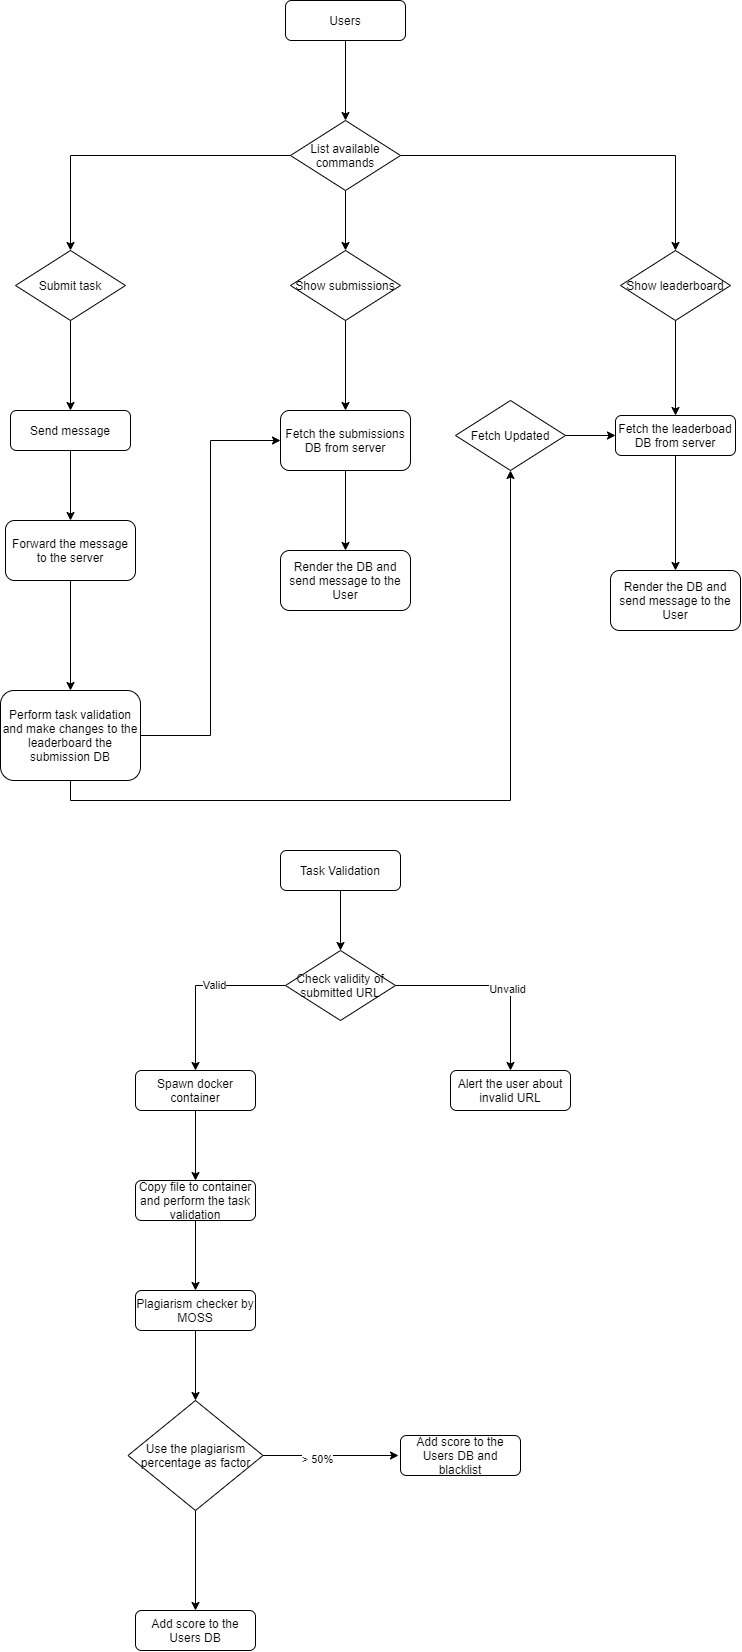 Users
List available
commands
Submit task
Show submissions
Show leaderboard
Send message
Fetch the submissions
DB from server
Fetch Updated
Fetch the leaderboad
DB from server
Forward the message
to the server
Render the DB and
send message to the
User
Render the DB and
send message to the
User
Perform task validation
and make changes to the
leaderboard the
submission DB
Task Validation
Check validity of
submitted URL
Valid
Unvalid
Spawn docker
container
Alert the user about
invalid URL
Copy file to container
and perform the task
validation
Plagiarism checker by
MOSS
Use the plagiarism
percentage as factor
> 50%
Add score to the
Users DB and
blacklist
Add score to the
Users DB